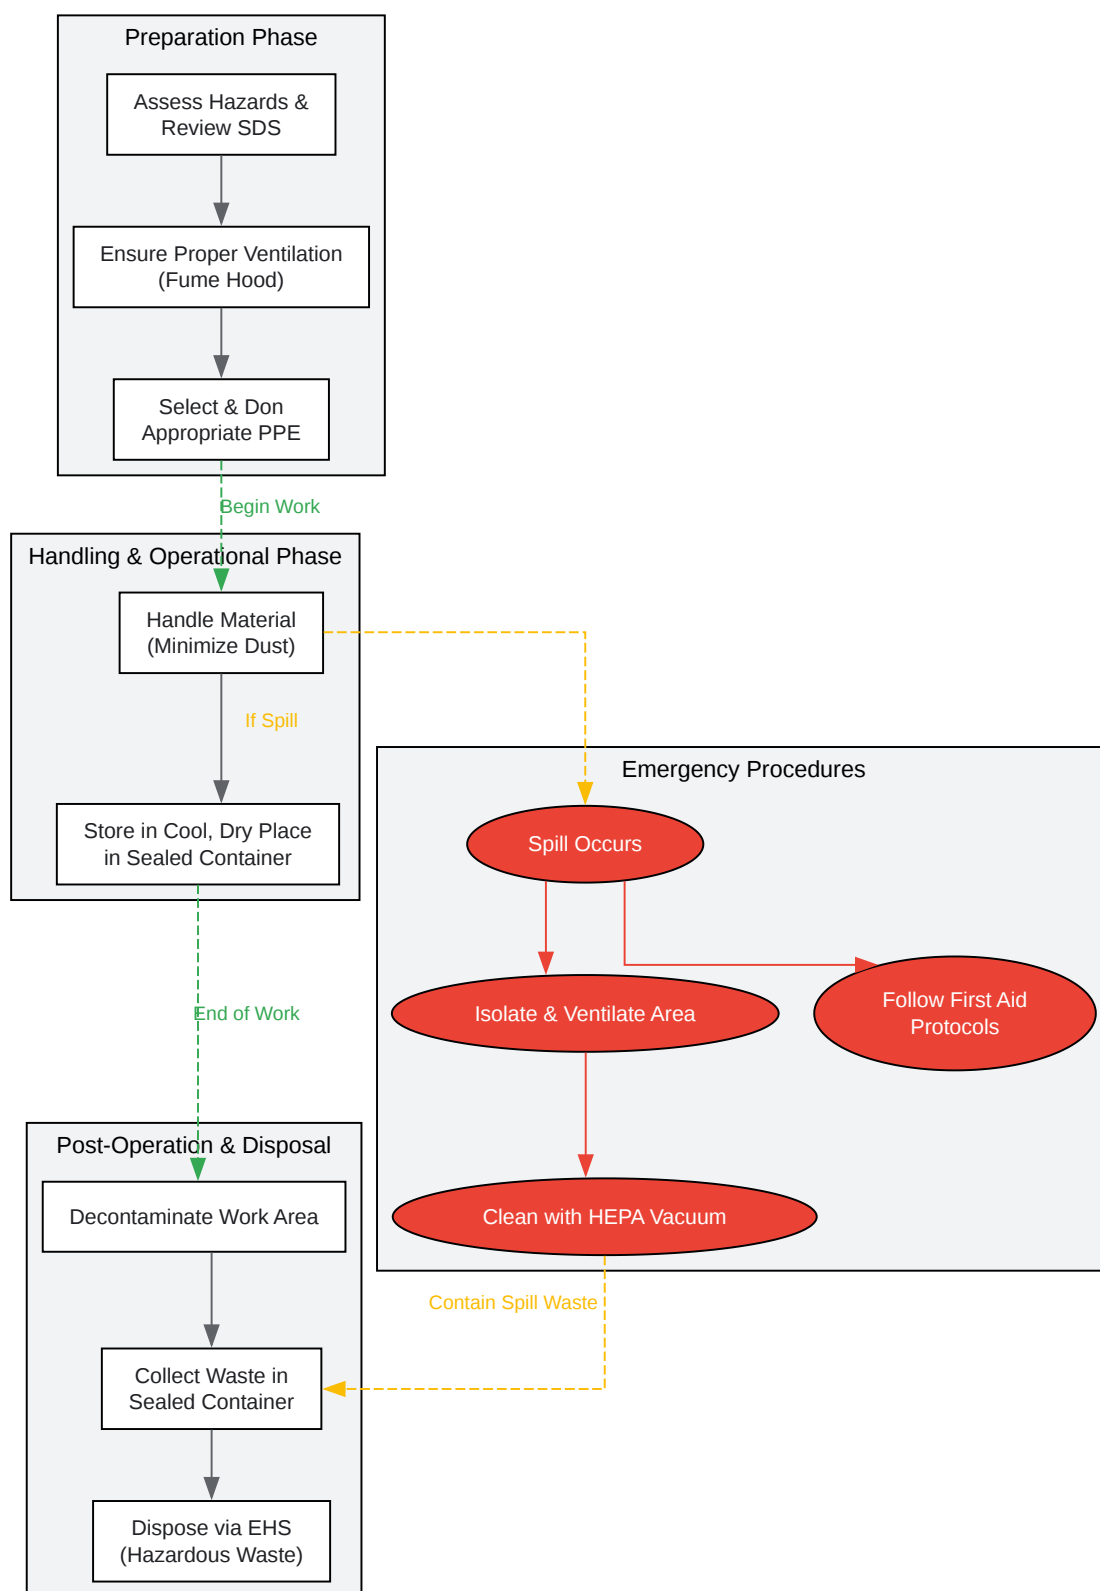 Preparation Phase
Assess Hazards &
Review SDS
Ensure Proper Ventilation
(Fume Hood)
Select & Don
Appropriate PPE
Begin Work
Handling & Operational Phase
Handle Material
(Minimize Dust)
If Spill
Store in Cool, Dry Place
in Sealed Container
Emergency Procedures
Spill Occurs
Isolate & Ventilate Area
Follow First Aid
Protocols
Clean with HEPA Vacuum
End of Work
Post-Operation & Disposal
Decontaminate Work Area
Contain Spill Waste
Collect Waste in
Sealed Container
Dispose via EHS
(Hazardous Waste)